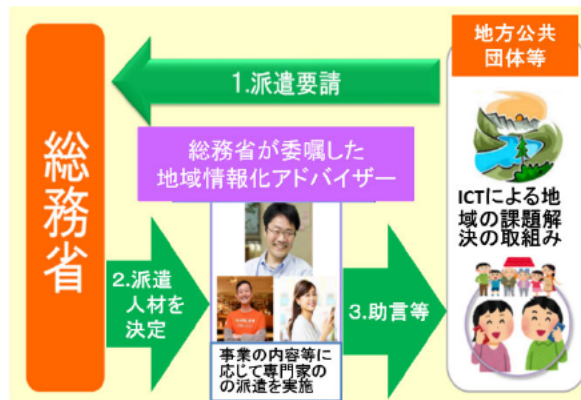 地方公共
団体等
1.派遣要請
総務省
総務省が委嘱した
地域情報化アドバイザー
ICTによる地
域の課題解
決の取組み
2.派遣
人材を
決定
3.助言等
事業の内容等に
応じて専門家の
の派遣を実施